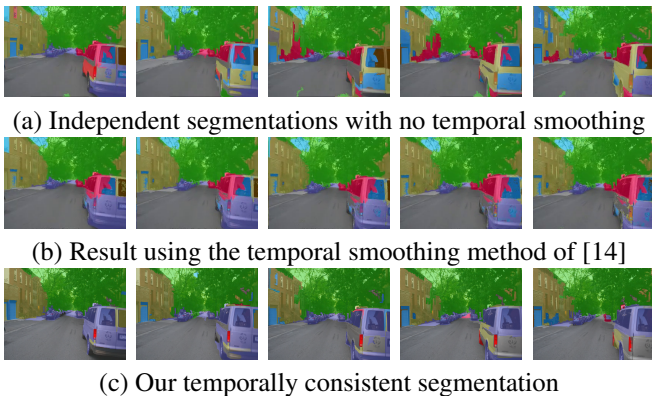 (a) Independent segmentations with no temporal smoothing
(b) Result using the temporal smoothing method of [14]
(c) Our temporally consistent segmentation